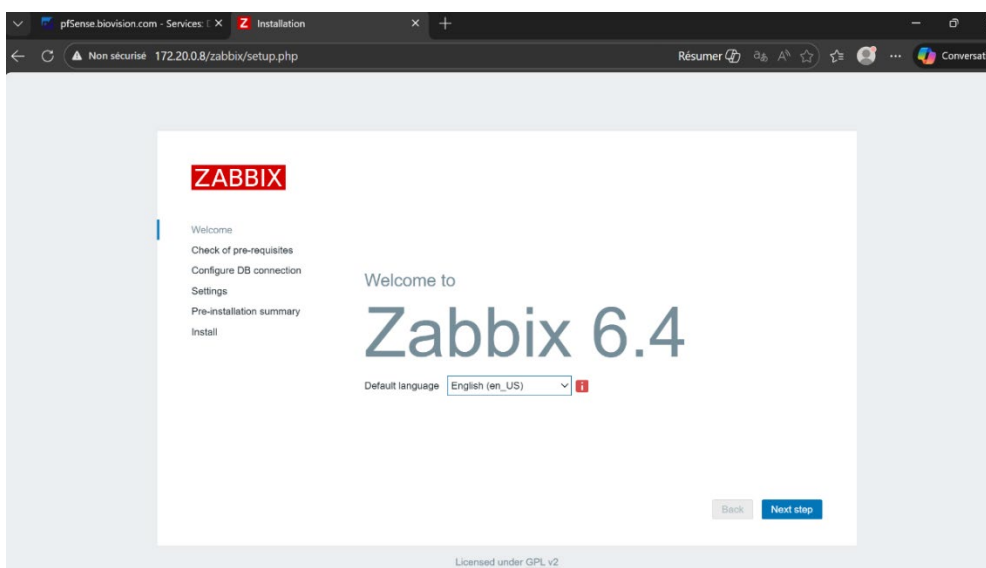 pfSense.biovision.com - Services: D
Z Installation
Non sécurisé 172.20.0.8/zabbix/setup.php
Résumer
Conversat
ZABBIX
Welcome
Check of pre-requisites
Configure DB connection
Settings
Pre-installation summary
Install
Welcome to
Zabbix 6.4
Default language English (en_US)
Back Next step
Licensed under GPL v2